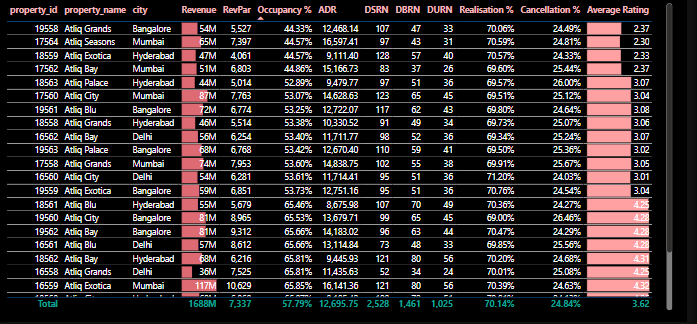 property_id property_name city Revenue RevPar Occupancy % ADR DSRN DBRN DURN Realisation % Cancellation % Average Rating
19558 Atliq Grands Bangalore 54M 5,527 44.33% 12,468.14 107 47 33 70.06% 24.49% 2.37
17564 Atliq Seasons Mumbai 65M 7,397 44.57% 16,597.41 97 43 31 70.59% 24.81% 2.30
18559 Atliq Exotica Hyderabad 47M 4,061 44.57% 9,111.40 128 57 40 70.57% 24.33% 2.33
17562 Atliq Bay Mumbai 51M 6,803 44.86% 15,166.73 83 37 26 69.60% 25.44% 2.37
18563 Atliq Palace Hyderabad 44M 5,014 52.89% 9,479.77 97 51 36 69.57% 26.00% 3.07
17560 Atliq City Mumbai 87M 7,763 53.07% 14,628.63 123 65 45 69.51% 25.12% 3.04
19561 Atliq Blu Bangalore 72M 6,774 53.25% 12,722.07 117 62 43 69.80% 24.64% 3.08
18558 Atliq Grands Hyderabad 46M 5,514 53.38% 10,330.52 91 49 34 69.73% 25.07% 3.06
16562 Atliq Bay Delhi 56M 6,254 53.40% 11,711.77 98 52 36 69.34% 25.24% 3.07
19563 Atliq Palace Bangalore 68M 6,768 53.42% 12,670.40 110 59 41 69.50% 25.36% 3.02
17558 Atliq Grands Mumbai 74M 7,953 53.60% 14,838.75 102 55 38 69.91% 25.67% 3.05
16560 Atliq City Delhi 54M 6,281 53.61% 11,714.41 95 51 36 71.20% 24.03% 3.01
19559 Atliq Exotica Bangalore 59M 6,851 53.73% 12,751.16 95 51 36 70.76% 24.54% 3.04
18561 Atliq Blu Hyderabad 55M 5,679 65.46% 8,675.98 107 70 49 70.36% 24.27% 4.25
19560 Atliq City Bangalore 81M 8,965 65.53% 13,679.71 99 65 45 69.00% 26.46% 4.28
19562 Atliq Bay Bangalore 81M 9,312 65.66% 14,183.02 96 63 44 70.47% 24.29% 4.28
16561 Atliq Blu Delhi 57M 8,612 65.66% 13,114.84 73 48 33 69.85% 25.56% 4.28
18562 Atliq Bay Hyderabad 68M 6,216 65.81% 9,445.93 121 80 56 70.20% 24.68% 4.31
16558 Atliq Grands Delhi 36M 7,525 65.81% 11,435.63 52 34 24 70.01% 25.08% 4.25
16559 Atliq Exotica Mumbai 117M 10,629 65.85% 16,141.36 121 80 56 70.39% 24.63% 4.32
Total 1688M 7,337 57.79% 12,695.75 2,528 1,461 1,025 70.14% 24.84% 3.62